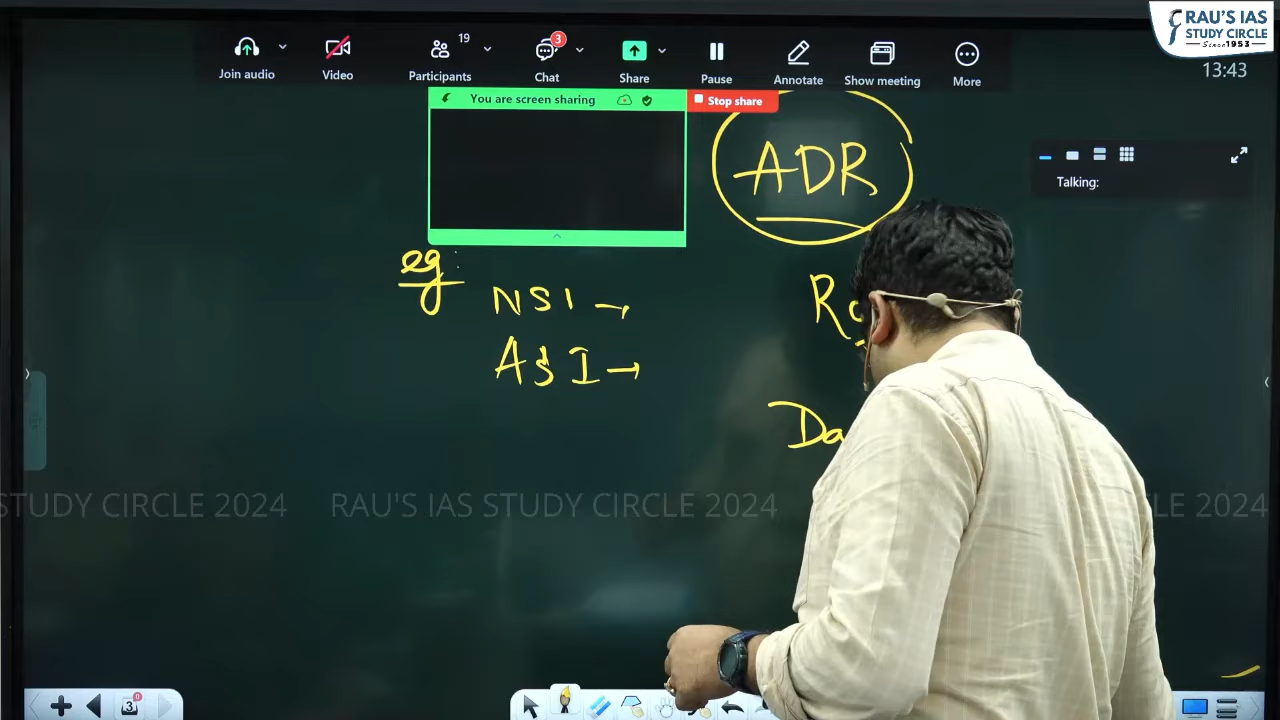 RAU'S IAS
STUDY CIRCLE
Since 1953
Join audio
Video
19
Participants
3
Chat
Share
Pause
Annotate
Show meeting
More
13:43
You are screen sharing
Stop share
Talking:
ADR
eg:
NSI →
ASI →
STUDY CIRCLE 2024 RAU'S IAS STUDY CIRCLE 2024 LE 2024
3
0